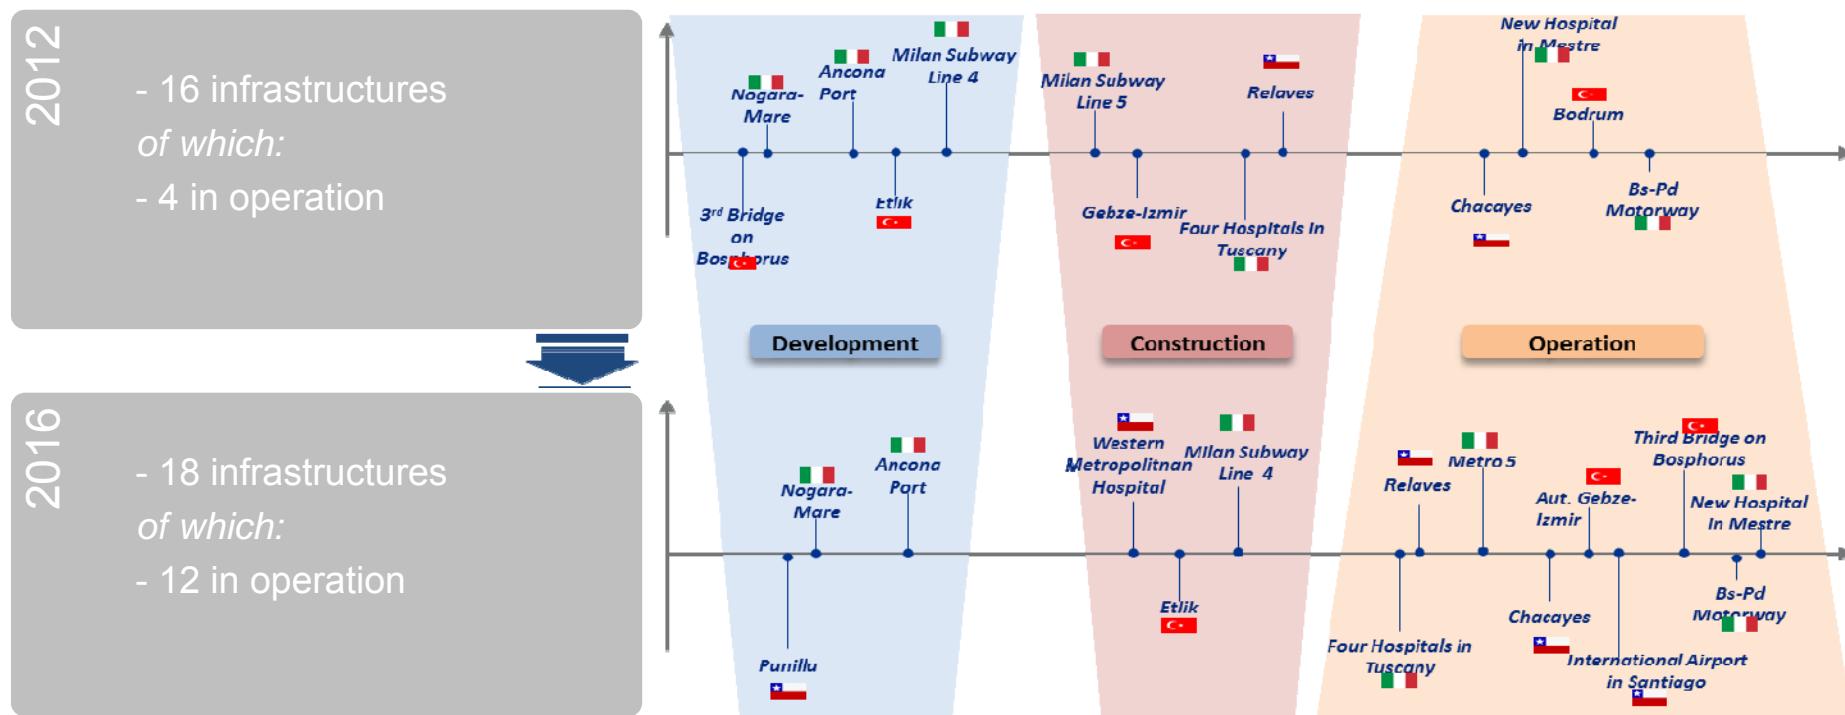 2012
- 16 infrastructures
of which:
- 4 in operation
Nogara-
Mare
Ancona
Port
Milan Subway
Line 4
3rd Bridge
on
Bosphorus
Etlik
Milan Subway
Line 5
Relaves
Gebze-Izmir
Four Hospitals in
Tuscany
New Hospital
in Mestre
Bodrum
Chacayes
Bs-Pd
Motorway
Development
Construction
Operation
2016
- 18 infrastructures
of which:
- 12 in operation
Nogara-
Mare
Ancona
Port
Punilla
Western
Metropolitnan
Hospital
Milan Subway
Line 4
Etlik
Relaves
Metro 5
Aut. Gebze-
Izmir
Third Bridge on
Bosphorus
New Hospital
in Mestre
Four Hospitals in
Tuscany
Chacayes
International Airport
in Santiago
Bs-Pd
Motorway